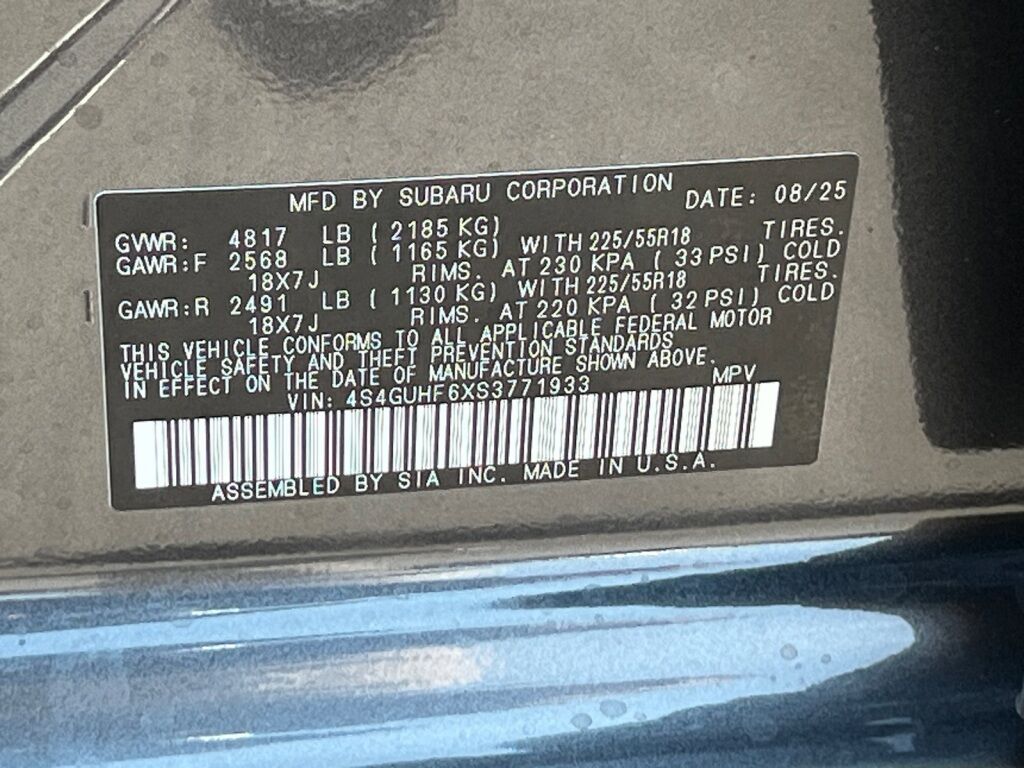 MFD BY SUBARU CORPORATION DATE: 08/25
GVWR: 4817 LB ( 2185 KG)
GAWR:F 2568 LB ( 1165 KG) WITH 225/55R18 TIRES.
18X7J RIMS. AT 230 KPA ( 33 PSI) COLD
GAWR:R 2491 LB ( 1130 KG) WITH 225/55R18 TIRES.
18X7J RIMS. AT 220 KPA ( 32 PSI) COLD
THIS VEHICLE CONFORMS TO ALL APPLICABLE FEDERAL MOTOR
VEHICLE SAFETY AND THEFT PREVENTION STANDARDS
IN EFFECT ON THE DATE OF MANUFACTURE SHOWN ABOVE.
VIN: 4S4GUHF6XS3771933 MPV
ASSEMBLED BY SIA INC. MADE IN U.S.A.